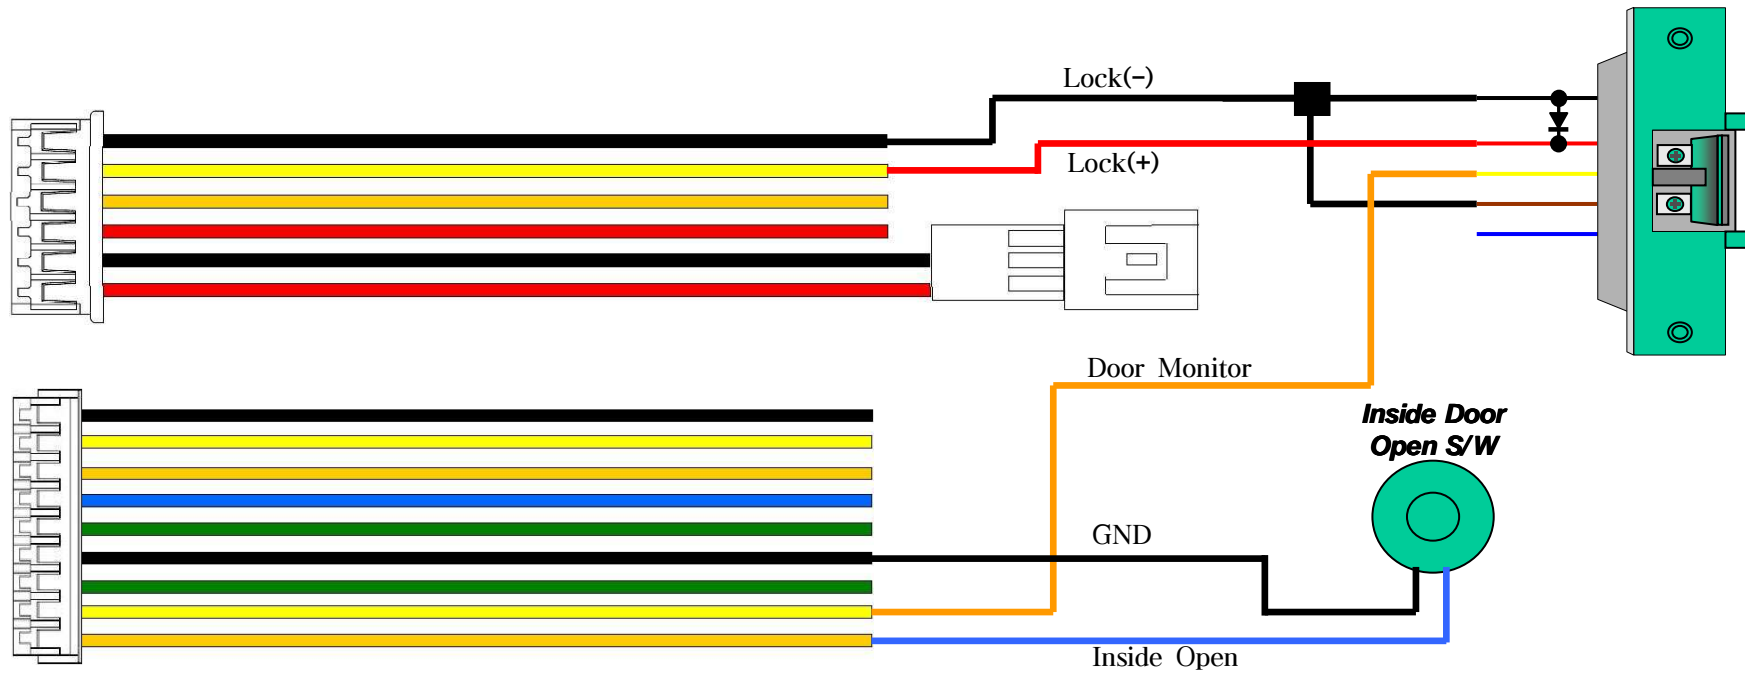 Lock(-)
Lock(+)
Door Monitor
Inside Door
Open S/W
GND
Inside Open